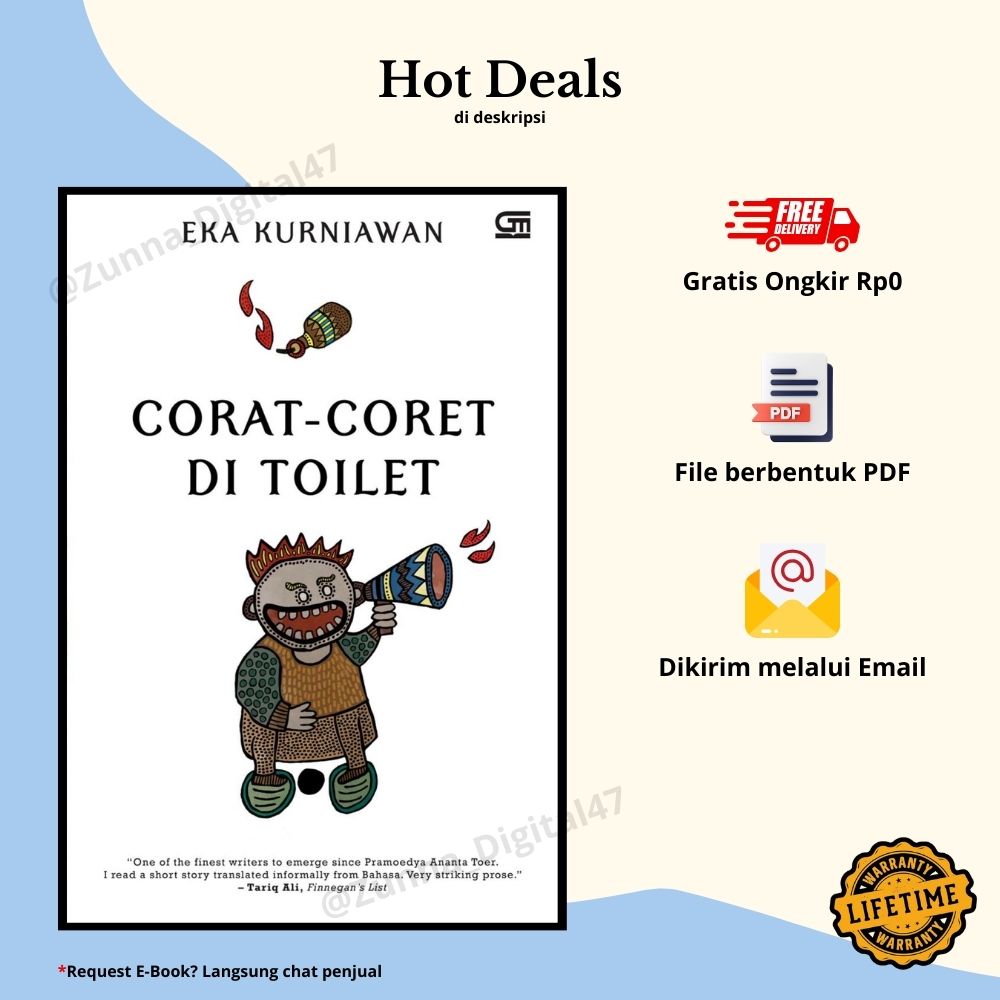 Hot Deals
di deskripsi
@Zunna_Digital47
EKA KURNIAWAN
GM
CORAT-CORET
DI TOILET
"One of the finest writers to emerge since Pramoedya Ananta Toer.
I read a short story translated informally from Bahasa. Very striking prose."
– Tariq Ali, Finnegan's List
@Zunna_Digital47
FREE
DELIVERY
Gratis Ongkir Rp0
PDF
File berbentuk PDF
@
Dikirim melalui Email
WARRANTY
LIFETIME
WARRANTY
*Request E-Book? Langsung chat penjual